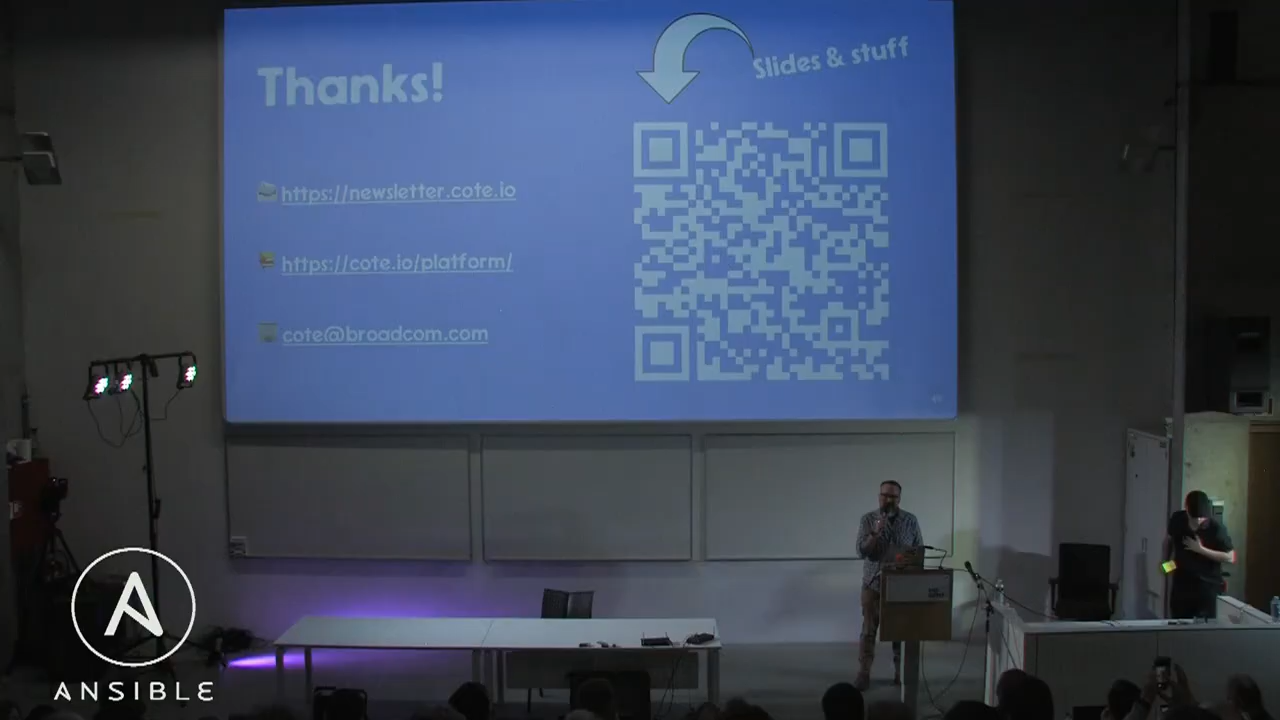 Thanks!
Slides & stuff
https://newsletter.cote.io
https://cote.io/platform/
cote@broadcom.com
ANSIBLE